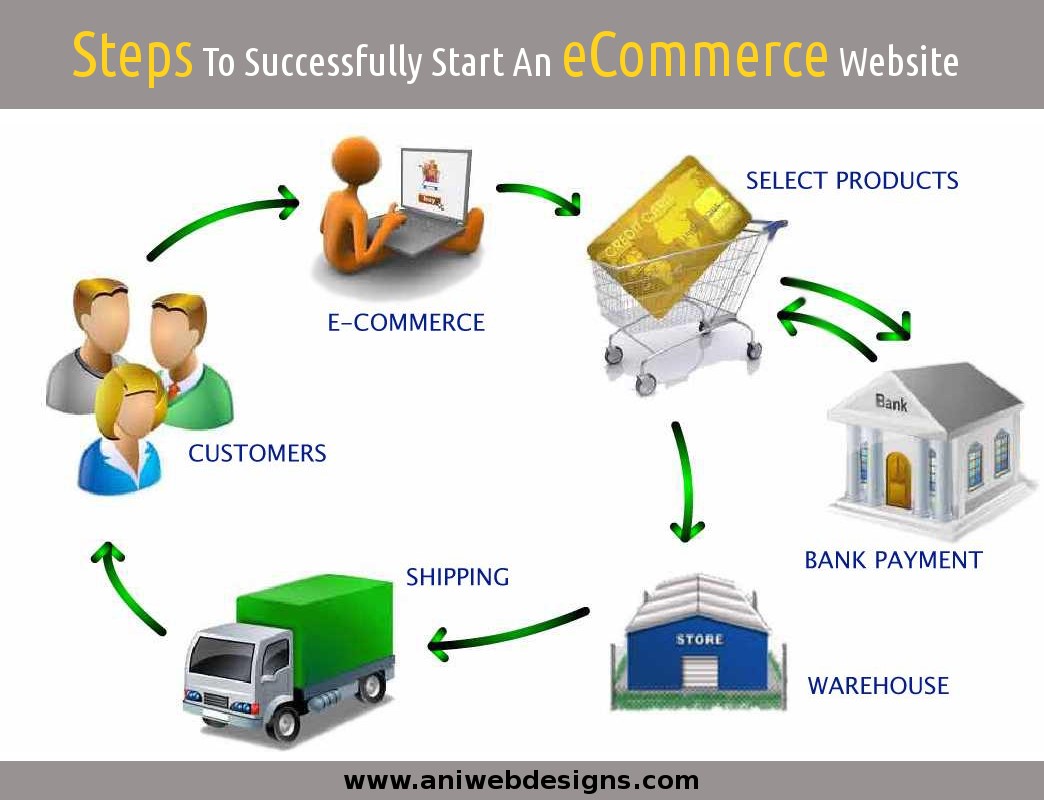 Steps To Successfully Start An eCommerce Website
SELECT PRODUCTS
buy
CREDIT CARD
E-COMMERCE
Bank
CUSTOMERS
BANK PAYMENT
SHIPPING
STORE
WAREHOUSE
www.aniwebdesigns.com